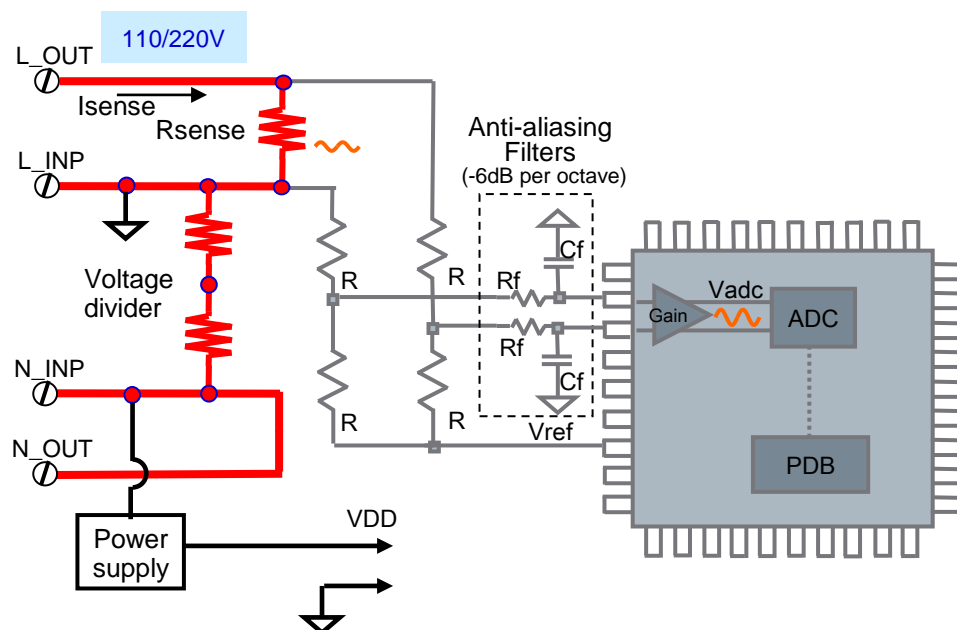 110/220V
L_OUT
Isense
Rsense
L_INP
Voltage
divider
N_INP
N_OUT
Power
supply
VDD
Anti-aliasing
Filters
(-6dB per octave)
Cf
R
R
Rf
Rf
Cf
R
R
Vref
Gain
Vadc
ADC
PDB